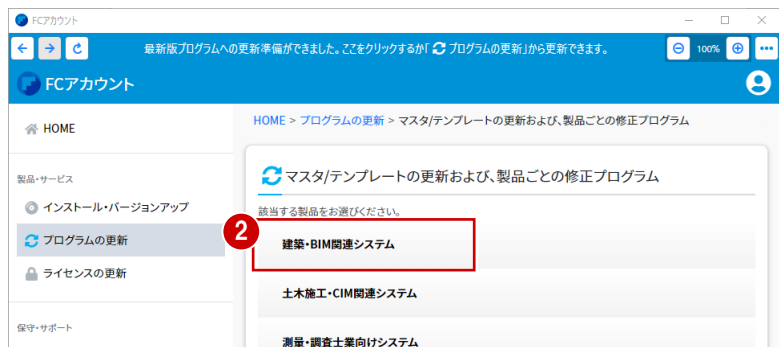 FCアカウント
最新版プログラムへの更新準備ができました。ここをクリックするか「プログラムの更新」から更新できます。
100%
FCアカウント
HOME
HOME > プログラムの更新 > マスタ/テンプレートの更新および、製品ごとの修正プログラム
製品・サービス
マスタ/テンプレートの更新および、製品ごとの修正プログラム
インストール・バージョンアップ
該当する製品をお選びください。
プログラムの更新
2
建築・BIM関連システム
ライセンスの更新
土木施工・CIM関連システム
保守・サポート
測量・調査士業向けシステム